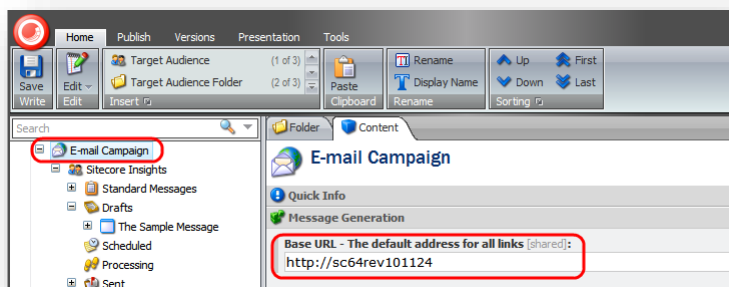 Home Publish Versions Presentation Tools
Save
Write
Edit
Edit
Target Audience (1 of 3)
Target Audience Folder (2 of 3)
Insert
Paste
Clipboard
Rename
Display Name
Rename
Up First
Down Last
Sorting
Search
Folder Content
E-mail Campaign
Sitecore Insights
Standard Messages
Drafts
The Sample Message
Scheduled
Processing
Sent
E-mail Campaign
Quick Info
Message Generation
Base URL - The default address for all links [shared]:
http://sc64rev101124